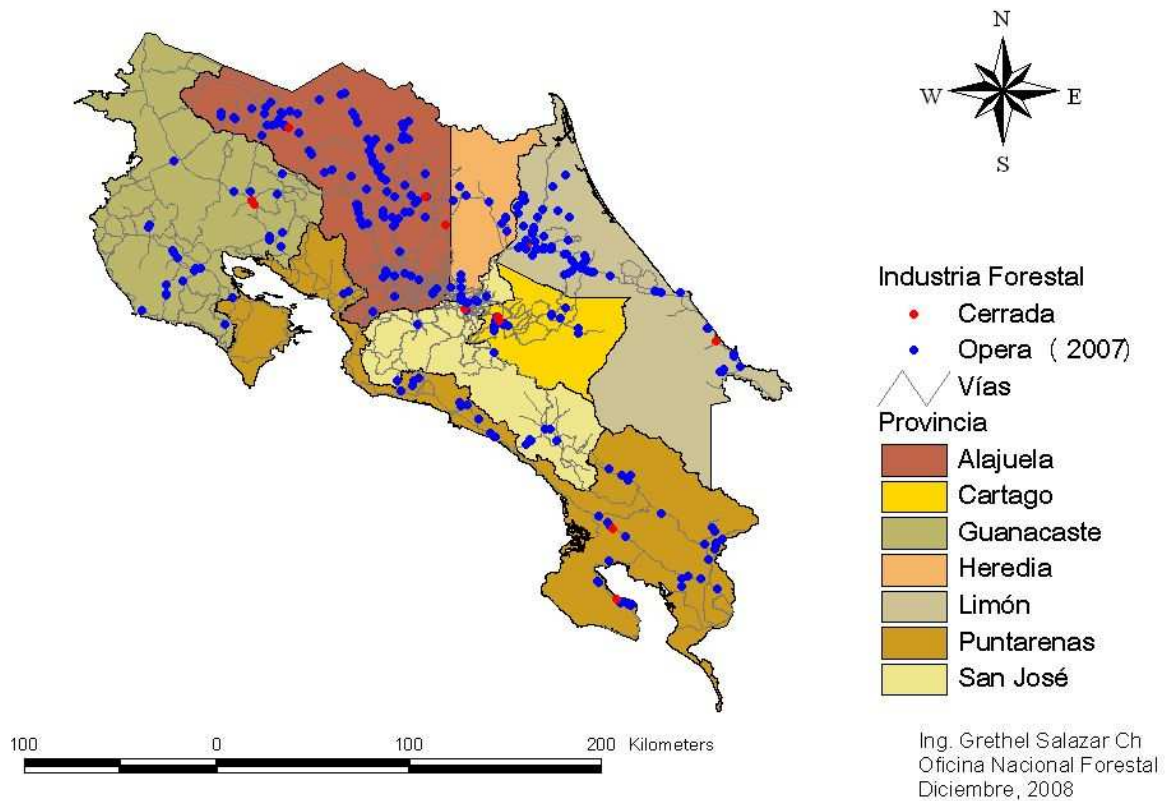 N
W E
S
Industria Forestal
Cerrada
Opera ( 2007)
Vías
Provincia
Alajuela
Cartago
Guanacaste
Heredia
Limón
Puntarenas
San José
100 0 100 200 Kilometers
Ing. Grethel Salazar Ch
Oficina Nacional Forestal
Diciembre, 2008